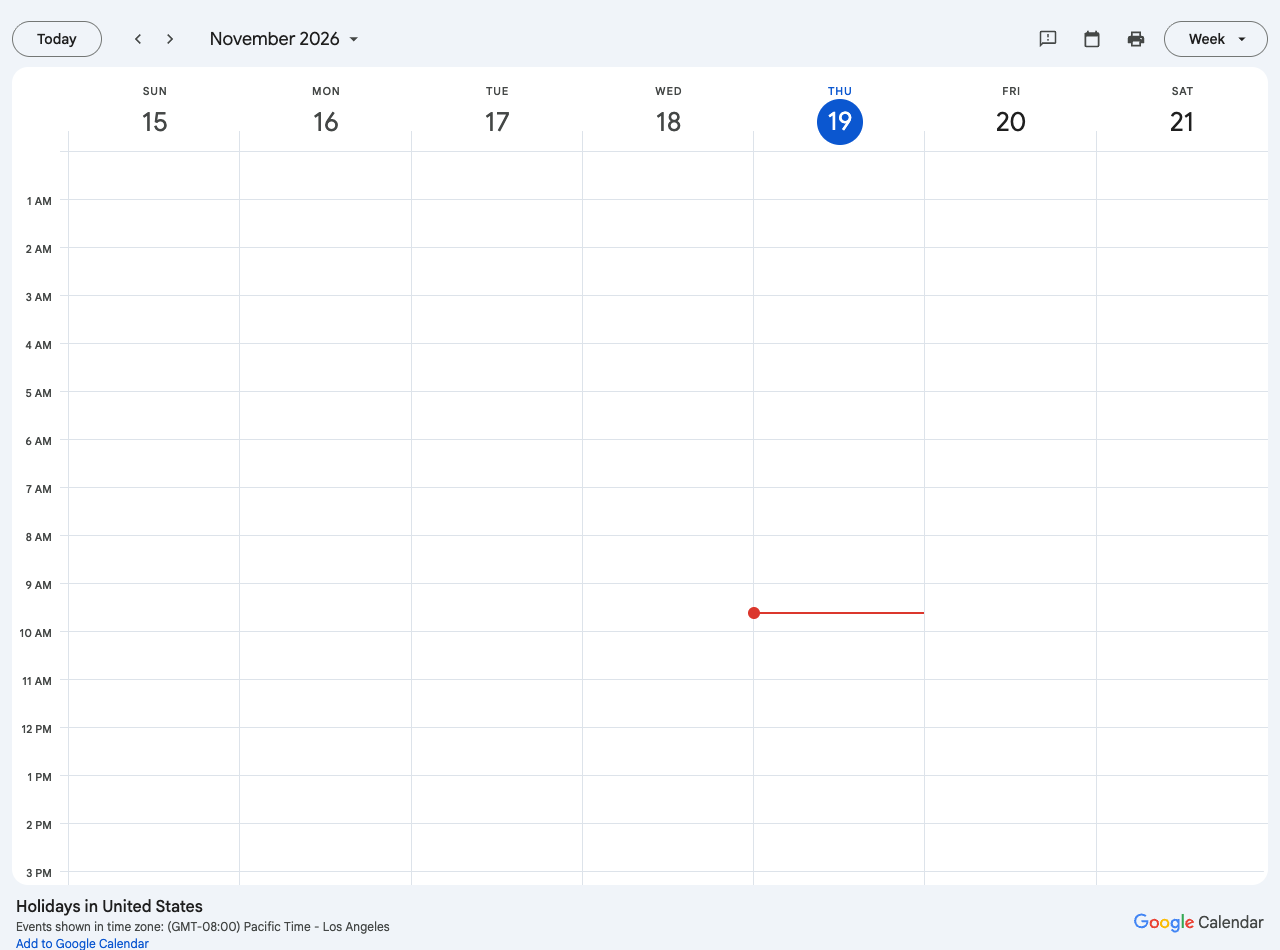 Today
November 2026
Week
SUN MON TUE WED THU FRI SAT
15 16 17 18 19 20 21
1 AM
2 AM
3 AM
4 AM
5 AM
6 AM
7 AM
8 AM
9 AM
10 AM
11 AM
12 PM
1 PM
2 PM
3 PM
Holidays in United States
Events shown in time zone: (GMT-08:00) Pacific Time - Los Angeles
Add to Google Calendar
Google Calendar